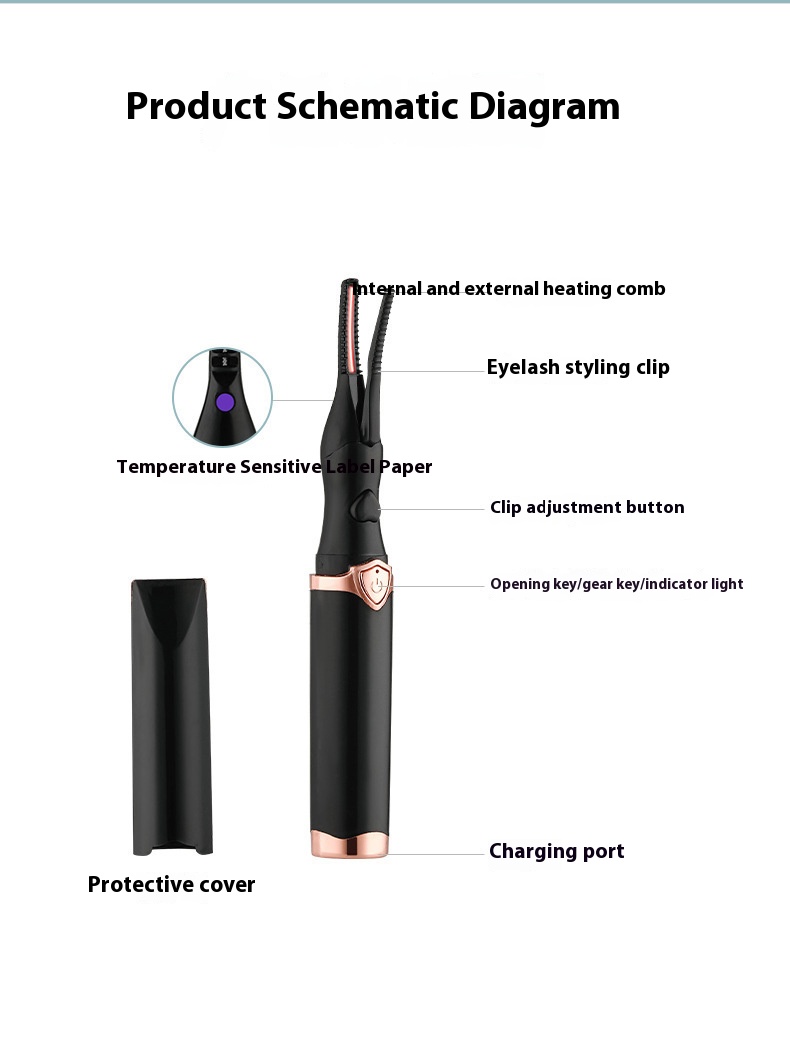 Product Schematic Diagram
Internal and external heating comb
Eyelash styling clip
Temperature Sensitive Label Paper
Clip adjustment button
Opening key/gear key/indicator light
Charging port
Protective cover